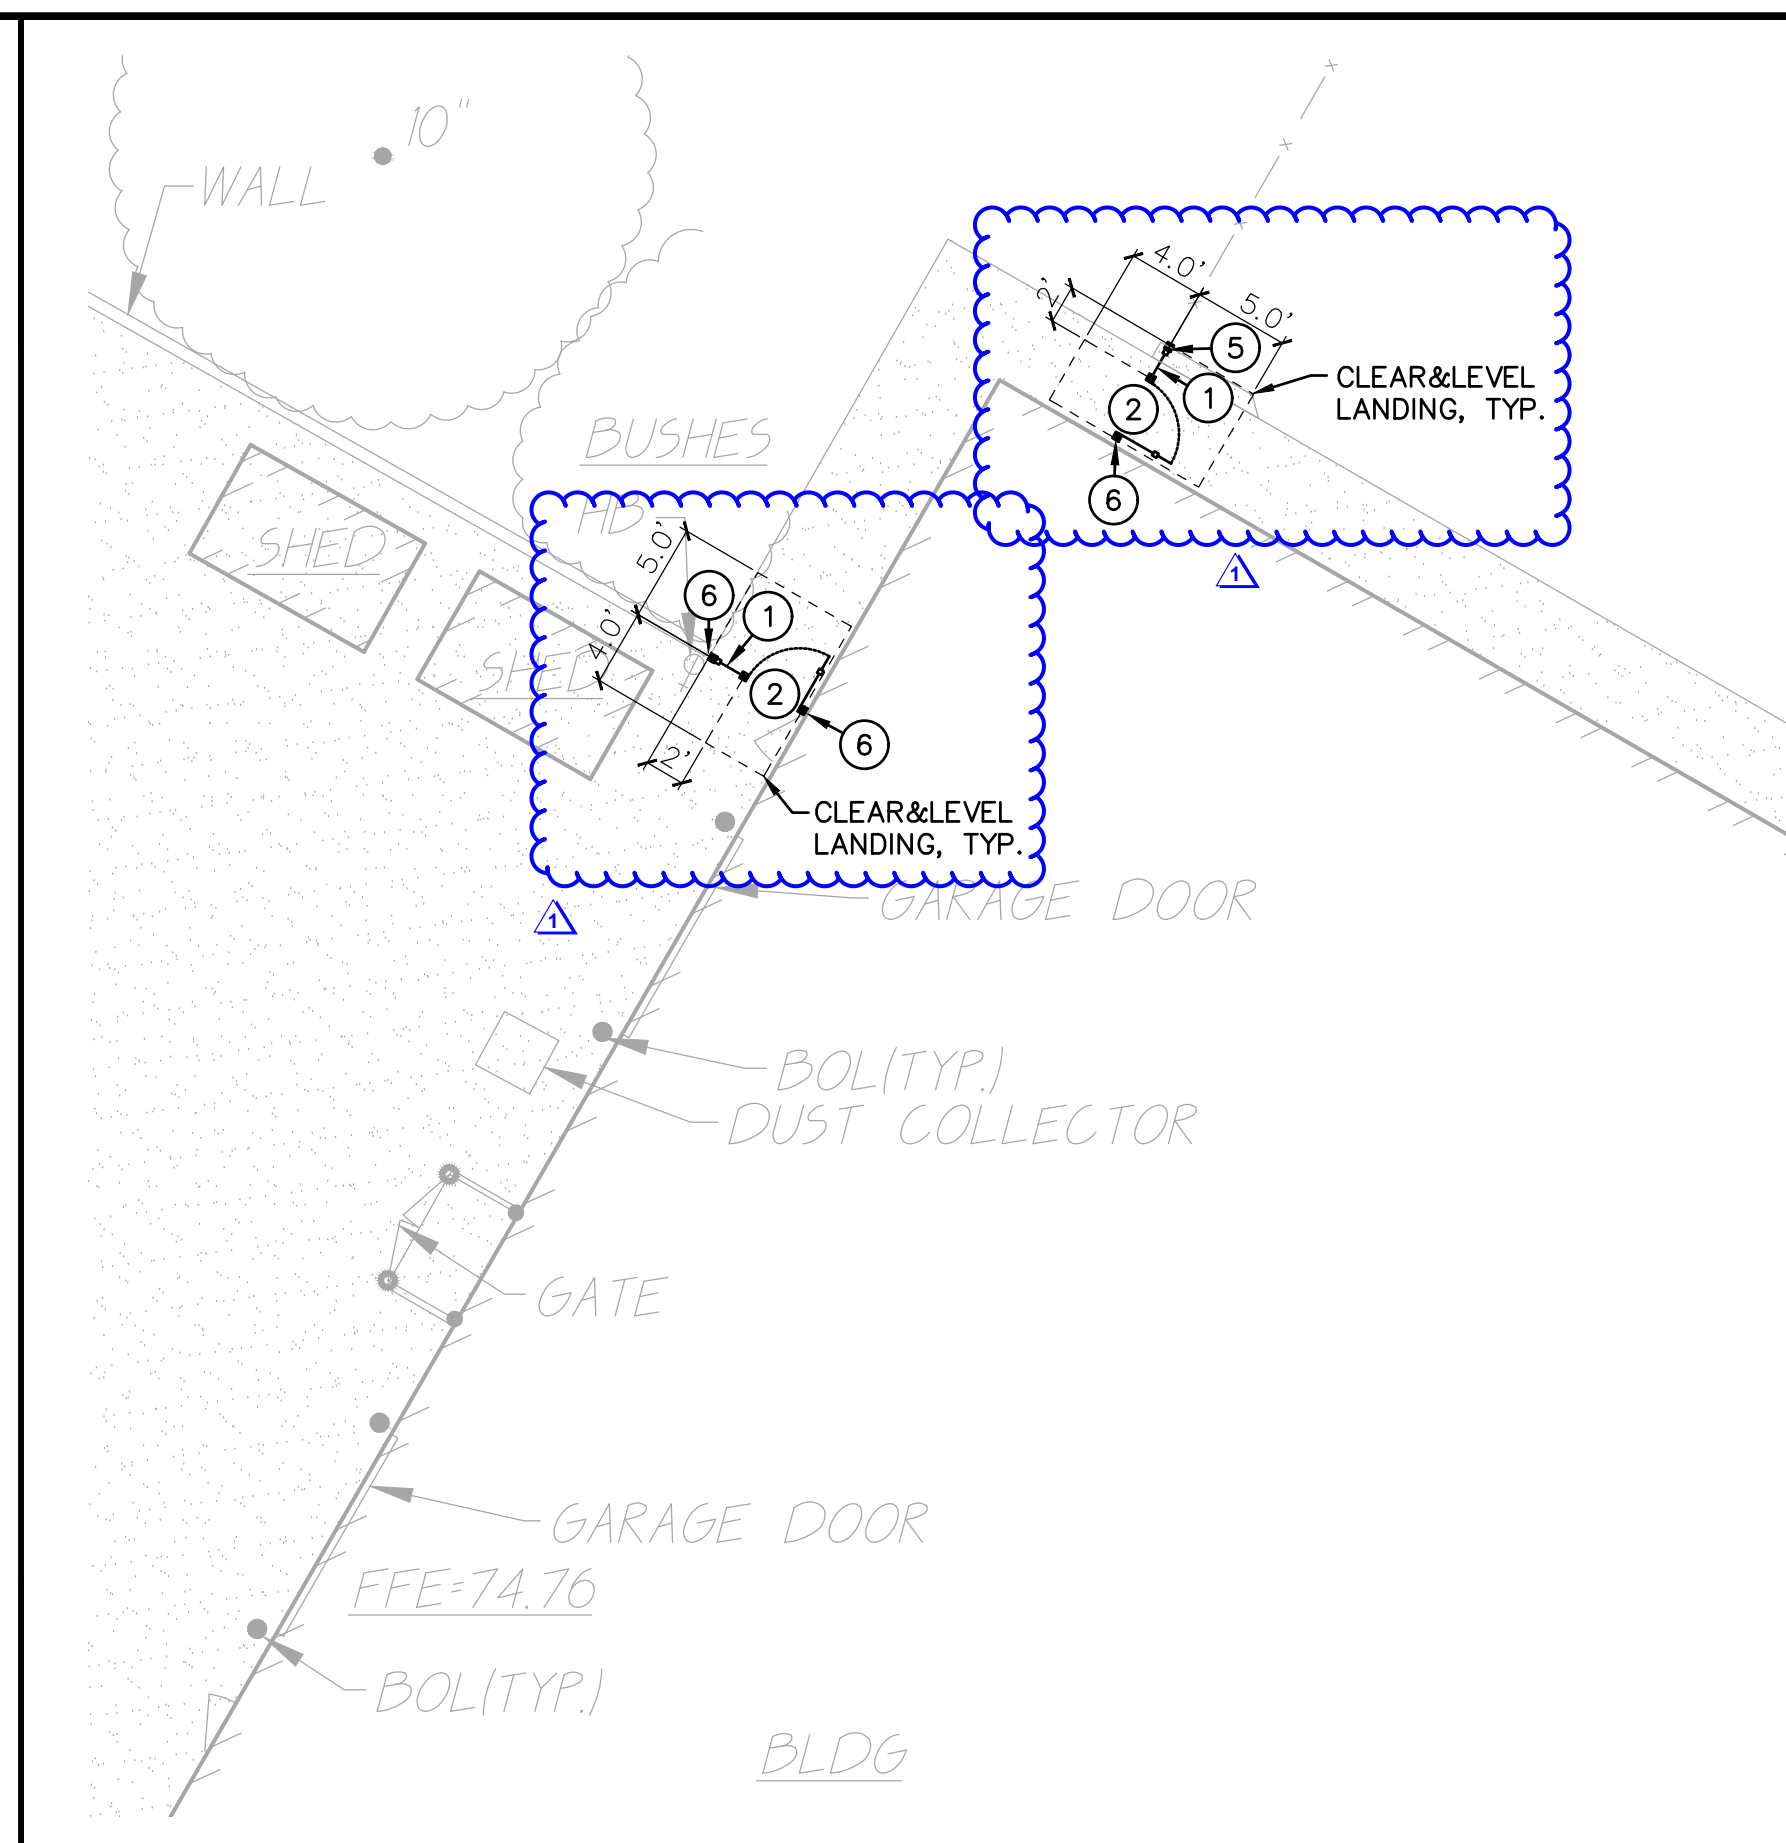 10"
WALL
4.0'
5.0'
2'
5
CLEAR&LEVEL
LANDING, TYP.
1
2
6
BUSHES
HB
SHED
5.0'
6
1
4.0'
SHED
2
6
2'
CLEAR&LEVEL
LANDING, TYP.
1
1
GARAGE DOOR
BOL(TYP.)
DUST COLLECTOR
GATE
GARAGE DOOR
FFE=74.76
BOL(TYP.)
BLDG